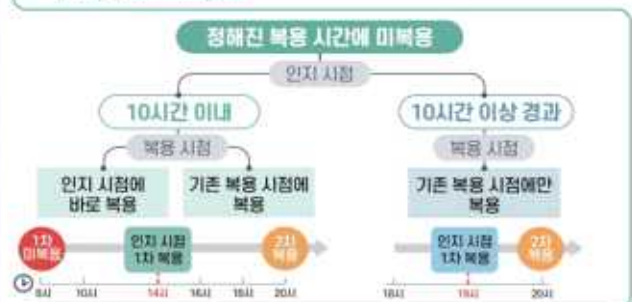 정해진 복용 시간에 미복용
인지 시점
10시간 이내
10시간 이상 경과
복용 시점
복용 시점
인지 시점에
바로 복용
기존 복용 시점에
복용
기존 복용 시점에만
복용
1차
미복용
인지 시점
1차 복용
2차
복용
인지 시점
1차 복용
2차
복용
8시 10시 14시 16시 18시 20시
18시 19시 20시